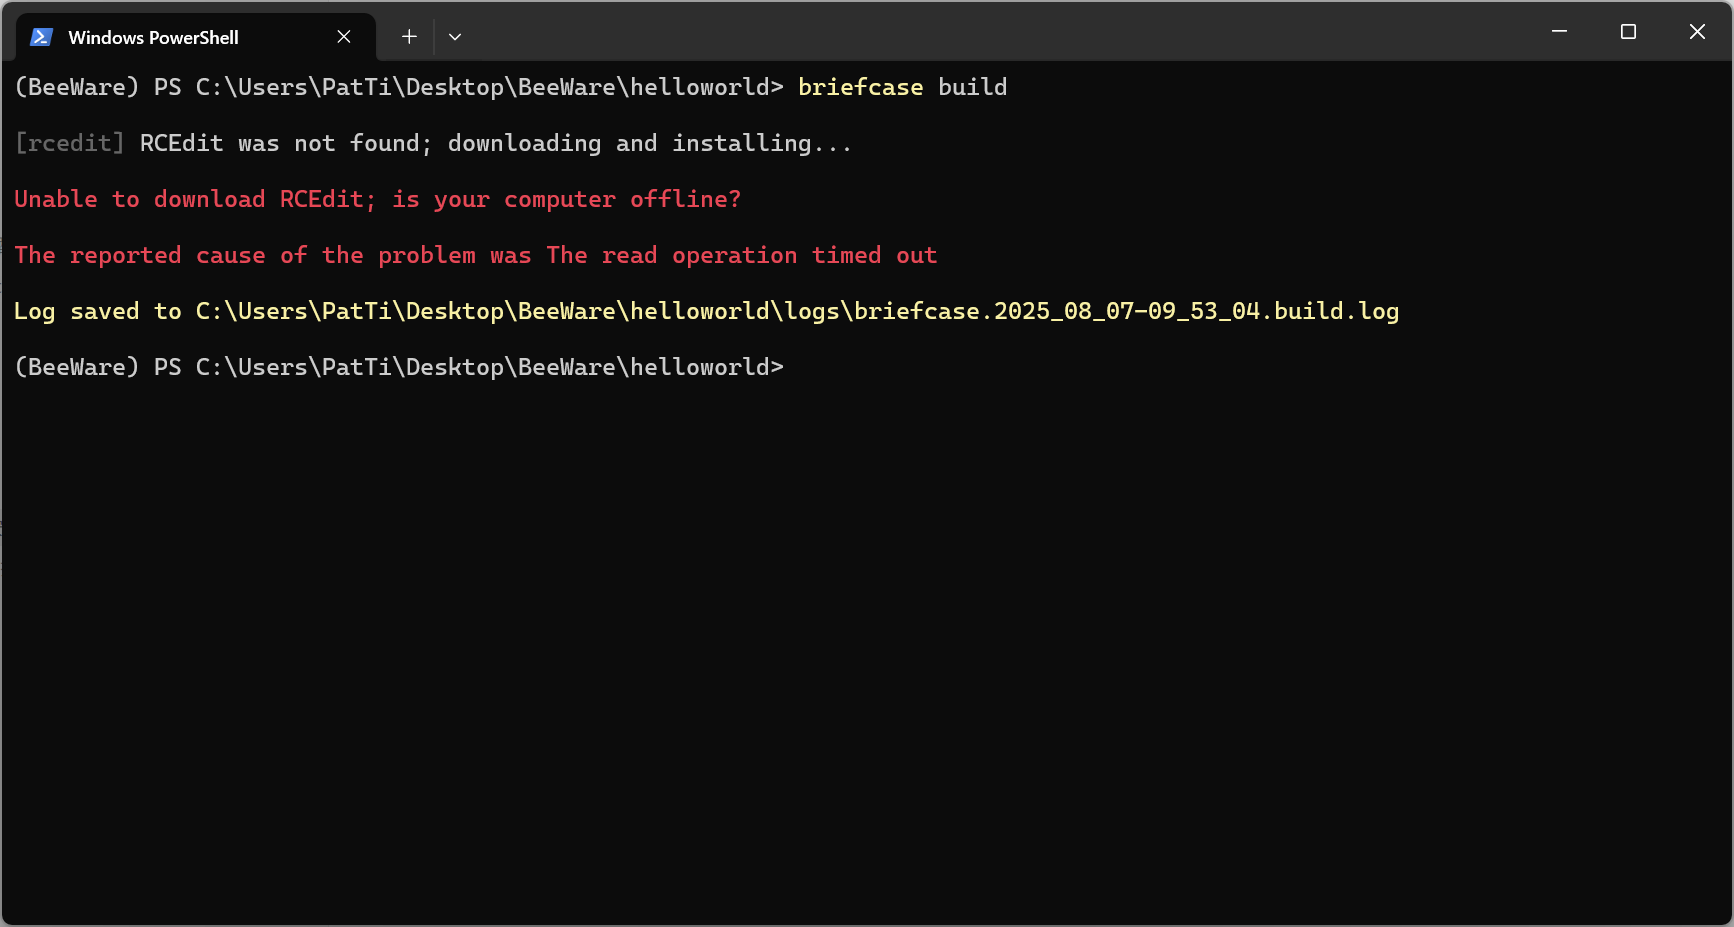 Windows PowerShell
(BeeWare) PS C:\Users\PatTi\Desktop\BeeWare\helloworld> briefcase build
[rcedit] RCEdit was not found; downloading and installing...
Unable to download RCEdit; is your computer offline?
The reported cause of the problem was The read operation timed out
Log saved to C:\Users\PatTi\Desktop\BeeWare\helloworld\logs\briefcase.2025_08_07-09_53_04.build.log
(BeeWare) PS C:\Users\PatTi\Desktop\BeeWare\helloworld>